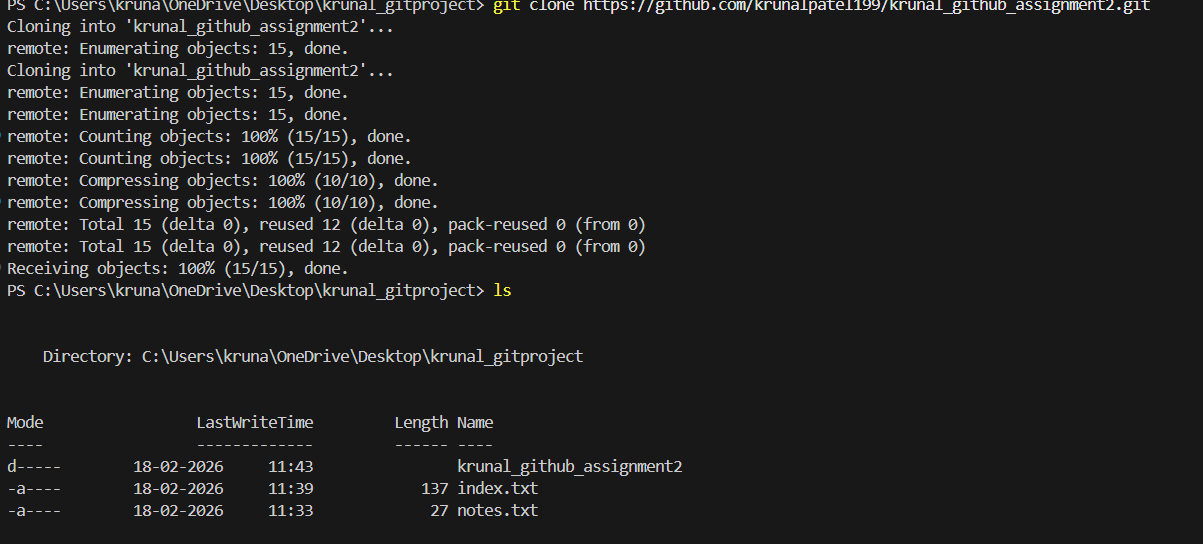 PS C:\Users\kruna\OneDrive\Desktop\krunal_gitproject> git clone https://github.com/krunalpatel199/krunal_github_assignment2.git
Cloning into 'krunal_github_assignment2'...
remote: Enumerating objects: 15, done.
Cloning into 'krunal_github_assignment2'...
remote: Enumerating objects: 15, done.
remote: Enumerating objects: 15, done.
remote: Counting objects: 100% (15/15), done.
remote: Counting objects: 100% (15/15), done.
remote: Compressing objects: 100% (10/10), done.
remote: Compressing objects: 100% (10/10), done.
remote: Total 15 (delta 0), reused 12 (delta 0), pack-reused 0 (from 0)
remote: Total 15 (delta 0), reused 12 (delta 0), pack-reused 0 (from 0)
Receiving objects: 100% (15/15), done.
PS C:\Users\kruna\OneDrive\Desktop\krunal_gitproject> ls
Directory: C:\Users\kruna\OneDrive\Desktop\krunal_gitproject
Mode LastWriteTime Length Name
---- ------------- ------ ----
d----- 18-02-2026 11:43 krunal_github_assignment2
-a---- 18-02-2026 11:39 137 index.txt
-a---- 18-02-2026 11:33 27 notes.txt